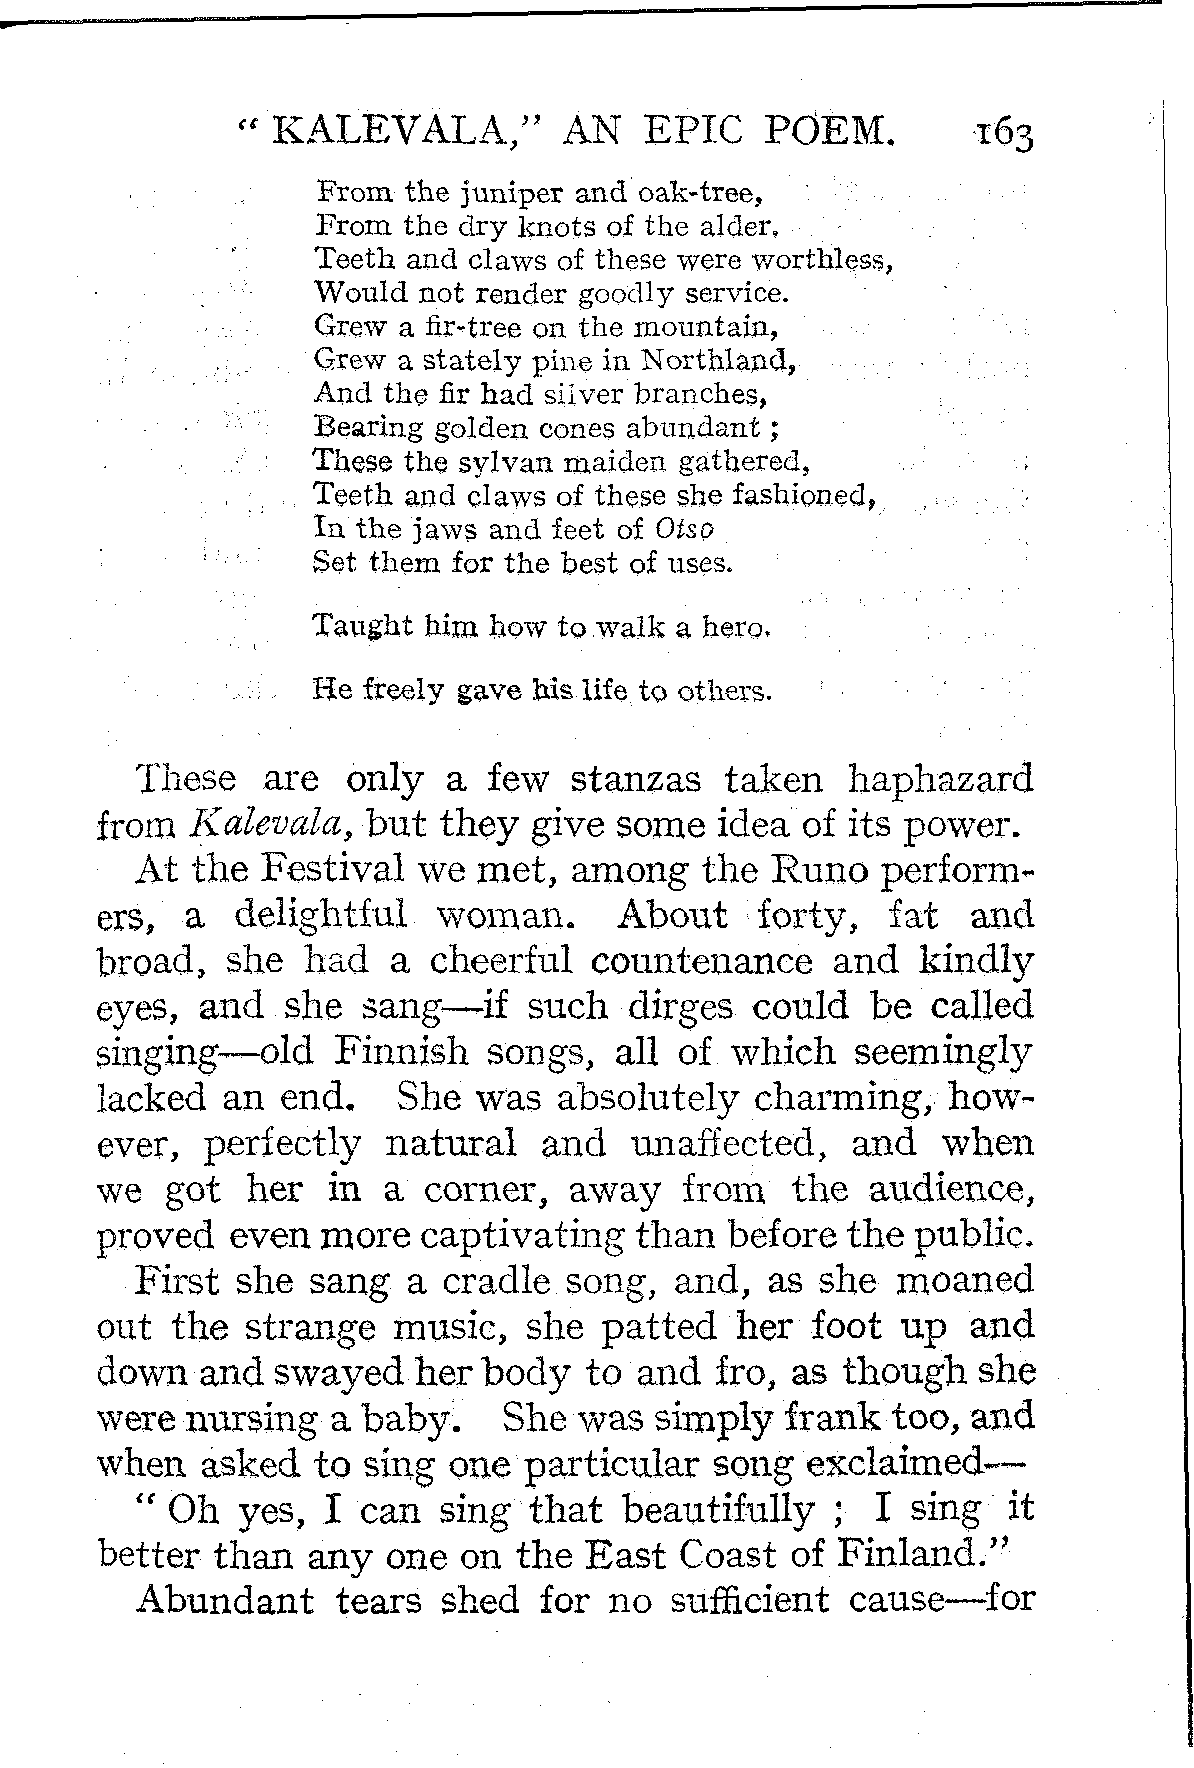 “ KALEVALA,” AN EPIC POEM. 163
From the juniper and oak-tree,
From the dry knots of the alder.
Teeth and claws of these were worthless,
Would not render goodly service.
Grew a fir-tree on the mountain,
Grew a stately pine in Northland,
And the fir had silver branches,
Bearing golden cones abundant ;
These the sylvan maiden gathered,
Teeth and claws of these she fashioned,
In the jaws and feet of Otso
Set them for the best of uses.
Taught him how to walk a hero.
He freely gave his life to others.
These are only a few stanzas taken haphazard
from Kalevala, but they give some idea of its power.
At the Festival we met, among the Runo perform-
ers, a delightful woman. About forty, fat and
broad, she had a cheerful countenance and kindly
eyes, and she sang—if such dirges could be called
singing—old Finnish songs, all of which seemingly
lacked an end. She was absolutely charming, how-
ever, perfectly natural and unaffected, and when
we got her in a corner, away from the audience,
proved even more captivating than before the public.
First she sang a cradle song, and, as she moaned
out the strange music, she patted her foot up and
down and swayed her body to and fro, as though she
were nursing a baby. She was simply frank too, and
when asked to sing one particular song exclaimed—
“ Oh yes, I can sing that beautifully ; I sing it
better than any one on the East Coast of Finland.”
Abundant tears shed for no sufficient cause—for